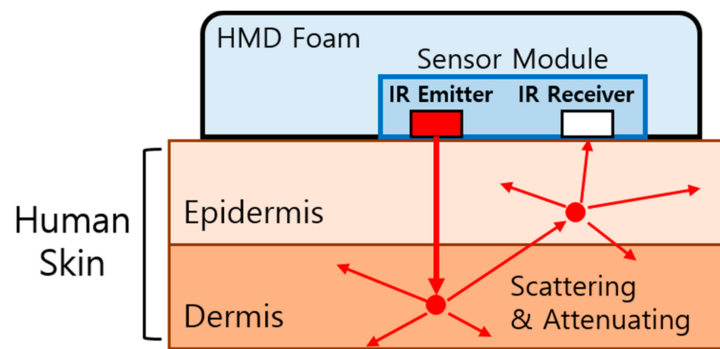 HMD Foam
Sensor Module
IR Emitter
IR Receiver
Human
Skin
Epidermis
Dermis
Scattering
& Attenuating